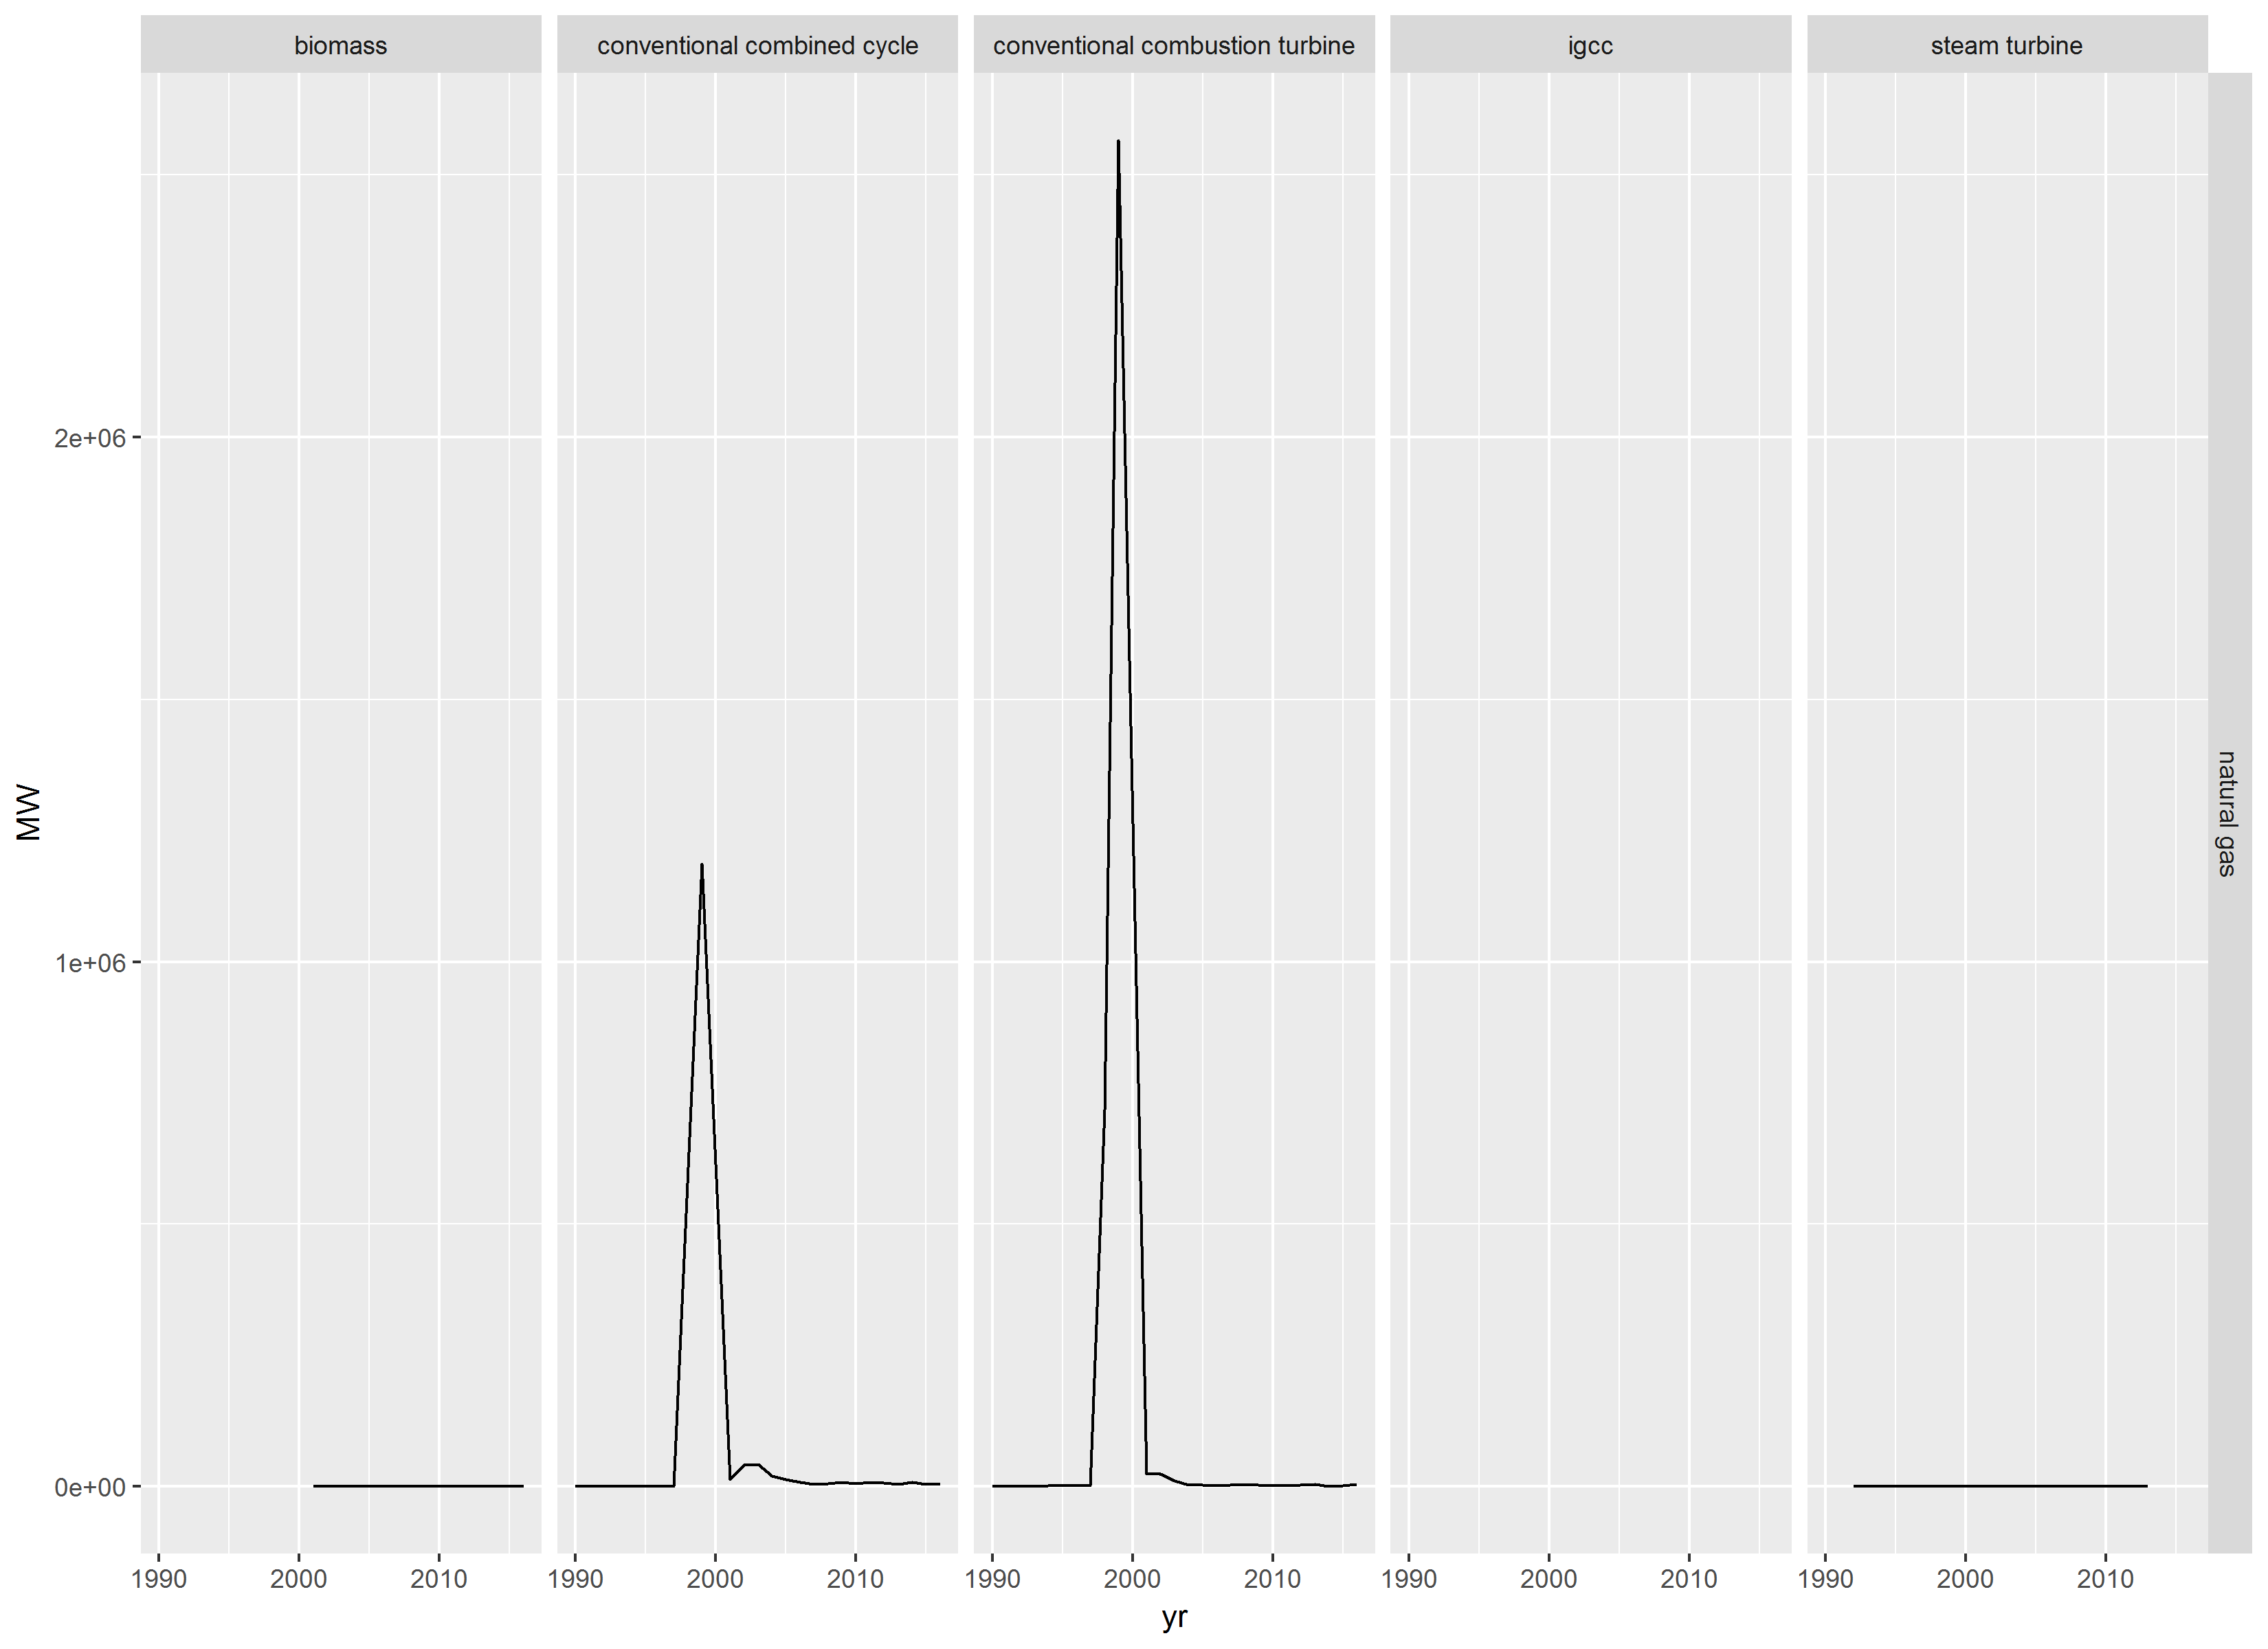 biomass
conventional combined cycle
conventional combustion turbine
igcc
steam turbine
natural gas
MW
2e+06
1e+06
0e+00
1990 2000 2010 1990 2000 2010 1990 2000 2010 1990 2000 2010 1990 2000 2010
yr